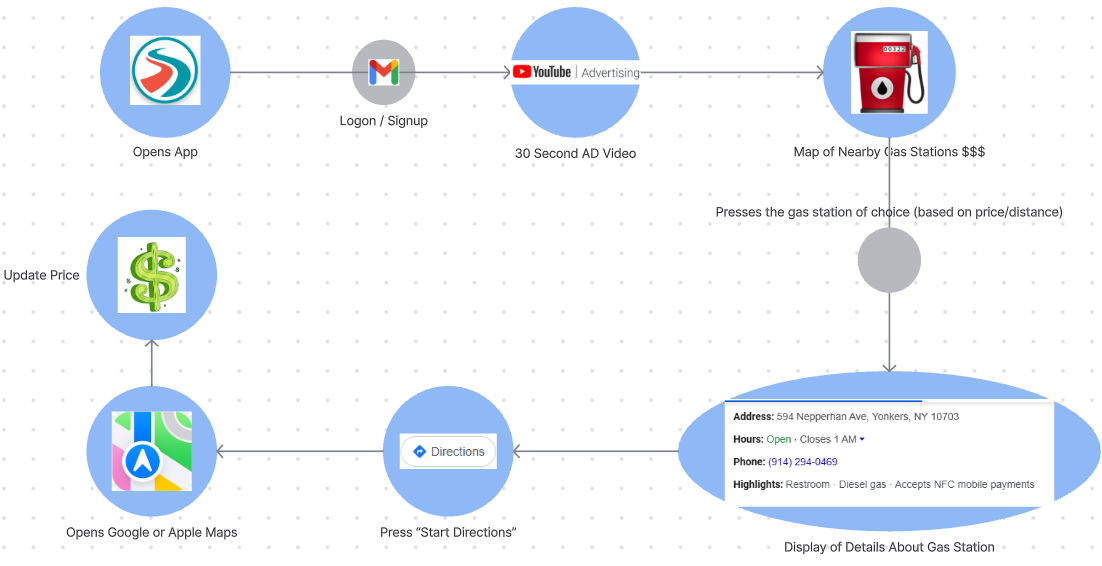 00322
YouTube | Advertising
Opens App
Logon / Signup
30 Second AD Video
Map of Nearby Gas Stations $$$
Presses the gas station of choice (based on price/distance)
Update Price
$
Address: 594 Nepperhan Ave, Yonkers, NY 10703
Hours: Open · Closes 1 AM
Phone: (914) 294-0469
Highlights: Restroom · Diesel gas · Accepts NFC mobile payments
Directions
Opens Google or Apple Maps
Press “Start Directions”
Display of Details About Gas Station